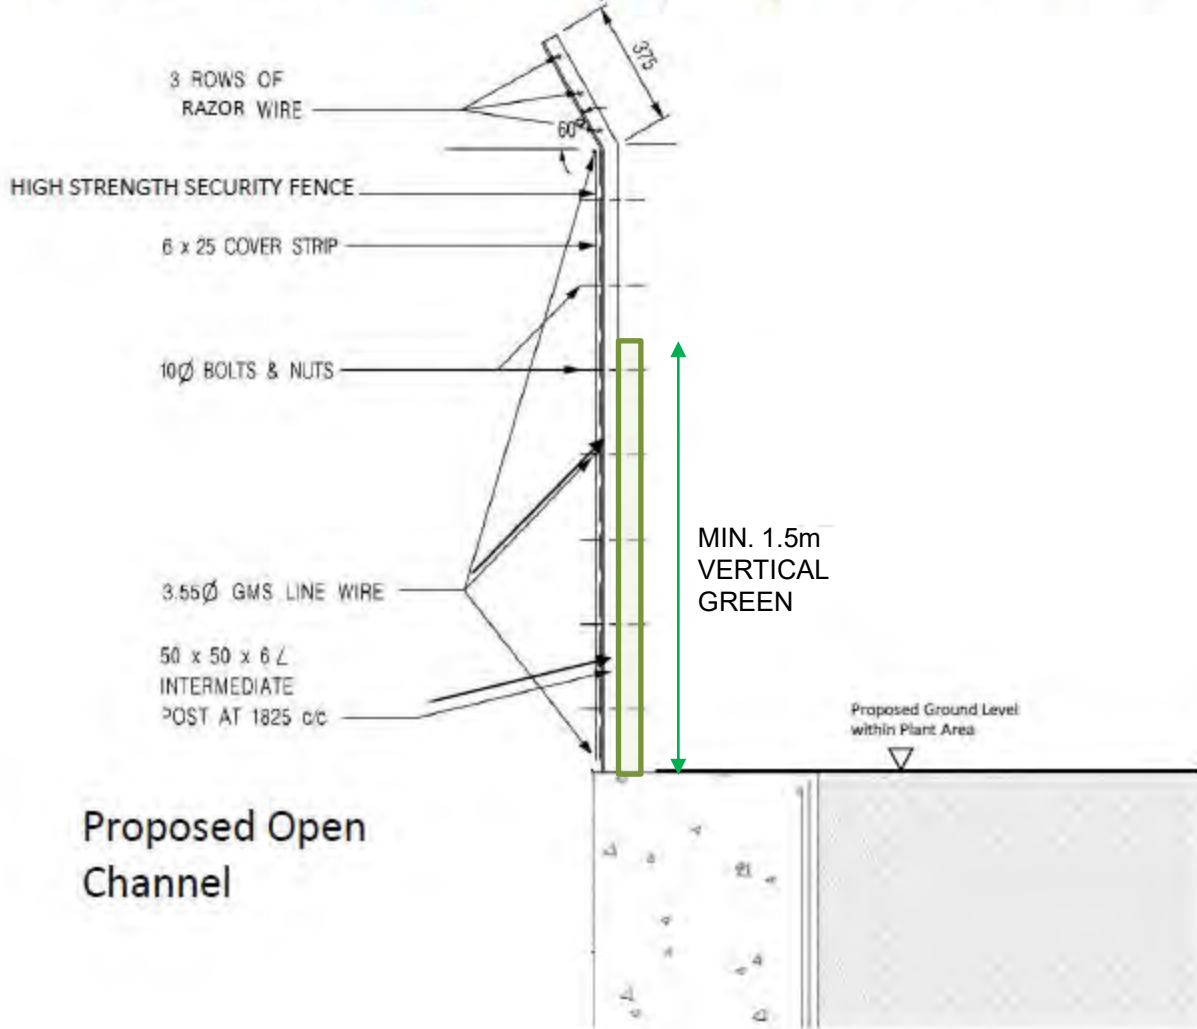 375
3 ROWS OF
RAZOR WIRE
60°
HIGH STRENGTH SECURITY FENCE
6 x 25 COVER STRIP
10Ø BOLTS & NUTS
MIN. 1.5m
VERTICAL
GREEN
3.55Ø GMS LINE WIRE
50 x 50 x 6 ∠
INTERMEDIATE
POST AT 1825 c/c
Proposed Ground Level
within Plant Area
Proposed Open
Channel